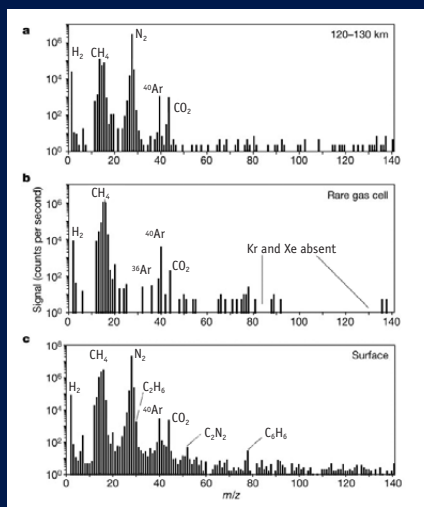 a
120–130 km
N₂
10⁶
H₂ CH₄
10⁴
⁴⁰Ar
CO₂
10²
10⁰
0 20 40 60 80 100 120 140
b
Rare gas cell
10⁶
CH₄
H₂
⁴⁰Ar
10⁴
Kr and Xe absent
³⁶Ar
CO₂
10²
10⁰
0 20 40 60 80 100 120 140
Signal (counts per second)
c
10⁸
Surface
N₂
CH₄
10⁶
C₂H₆
H₂
⁴⁰Ar
10⁴
CO₂
C₂N₂
C₆H₆
10²
10⁰
0 20 40 60 80 100 120 140
m/z